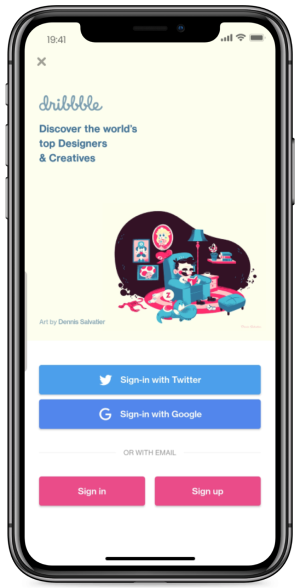 19:41
dribbble
Discover the world's
top Designers
& Creatives
Art by Dennis Salvatier
Sign-in with Twitter
Sign-in with Google
OR WITH EMAIL
Sign in
Sign up